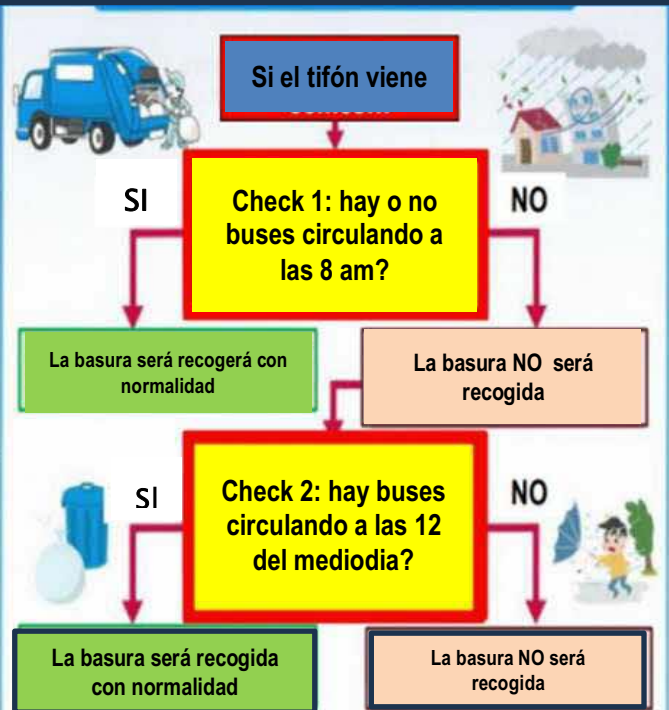 Si el tifón viene
SI
Check 1: hay o no
buses circulando a
las 8 am?
NO
La basura será recogerá con
normalidad
La basura NO será
recogida
SI
Check 2: hay buses
circulando a las 12
del mediodia?
NO
La basura será recogida
con normalidad
La basura NO será
recogida